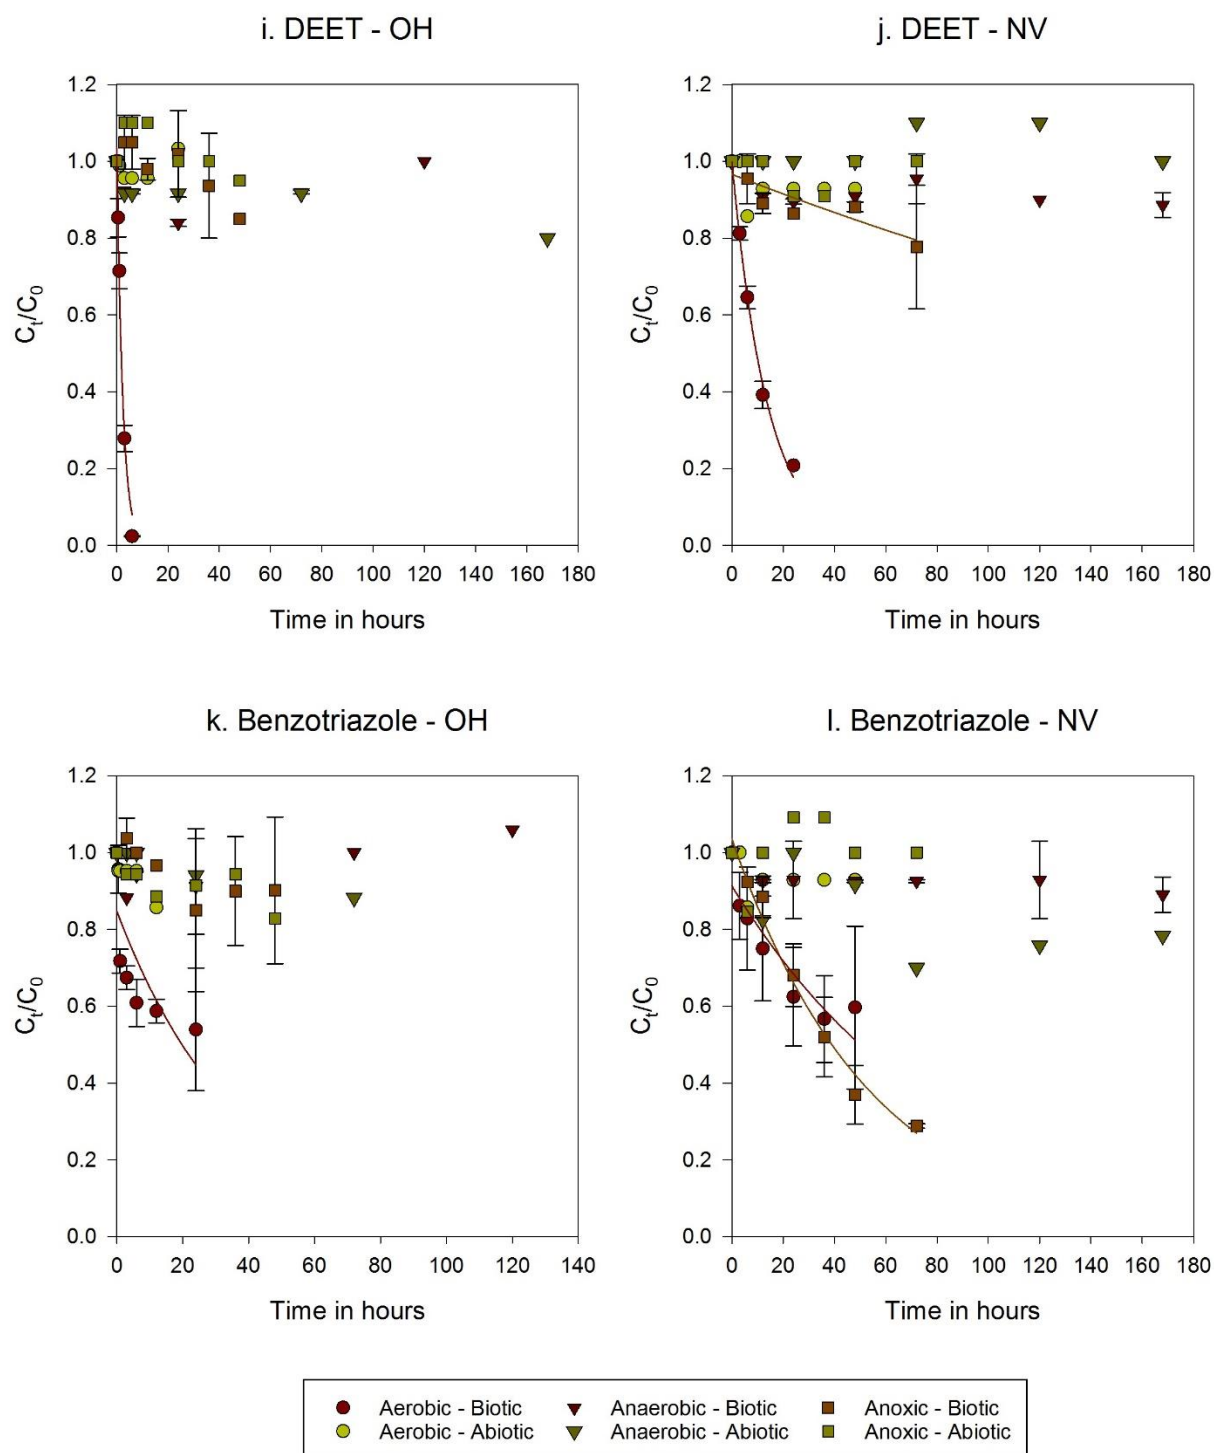 i. DEET - OH
j. DEET - NV
1.2
1.0
0.8
0.6
0.4
0.2
0.0
Ct/C0
0 20 40 60 80 100 120 140 160 180
Time in hours
1.2
1.0
0.8
0.6
0.4
0.2
0.0
Ct/C0
0 20 40 60 80 100 120 140 160 180
Time in hours
k. Benzotriazole - OH
l. Benzotriazole - NV
1.2
1.0
0.8
0.6
0.4
0.2
0.0
Ct/C0
0 20 40 60 80 100 120 140
Time in hours
1.2
1.0
0.8
0.6
0.4
0.2
0.0
Ct/C0
0 20 40 60 80 100 120 140 160 180
Time in hours
Aerobic - Biotic Anaerobic - Biotic Anoxic - Biotic
Aerobic - Abiotic Anaerobic - Abiotic Anoxic - Abiotic